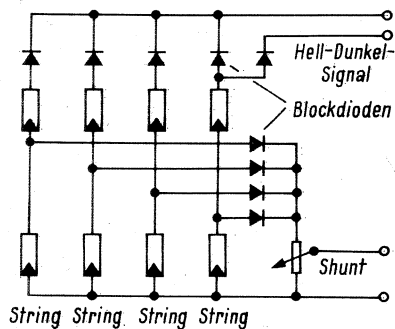 Hell-Dunkel-
Signal
Blockdioden
Shunt
String String String String